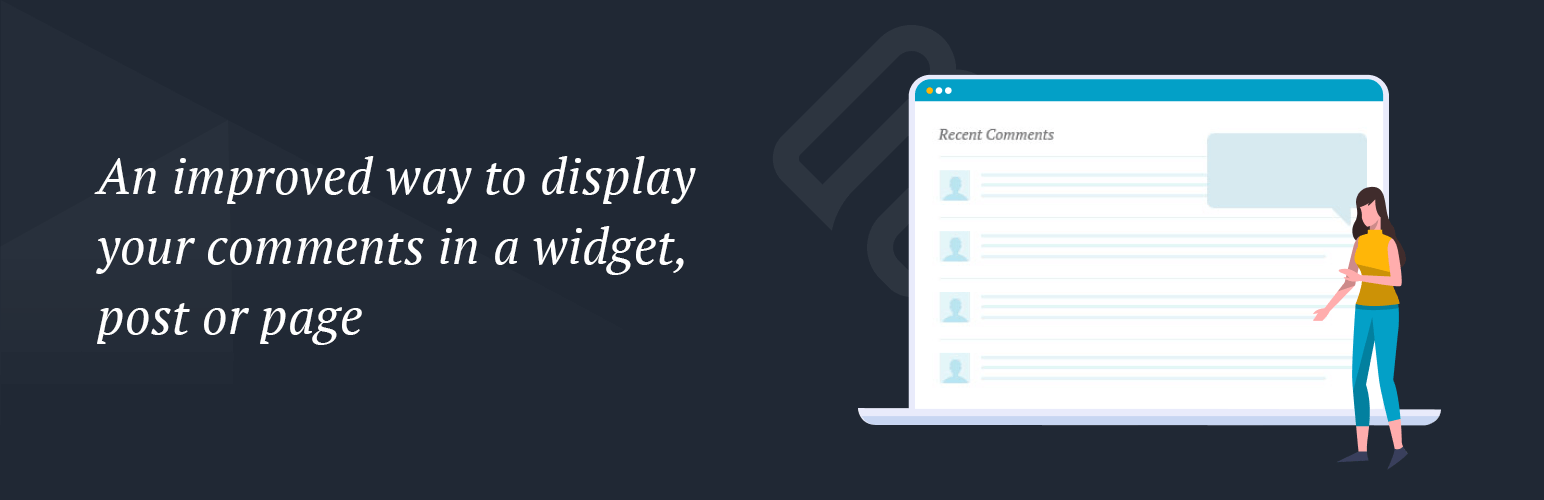 An improved way to display
your comments in a widget,
post or page
Recent Comments